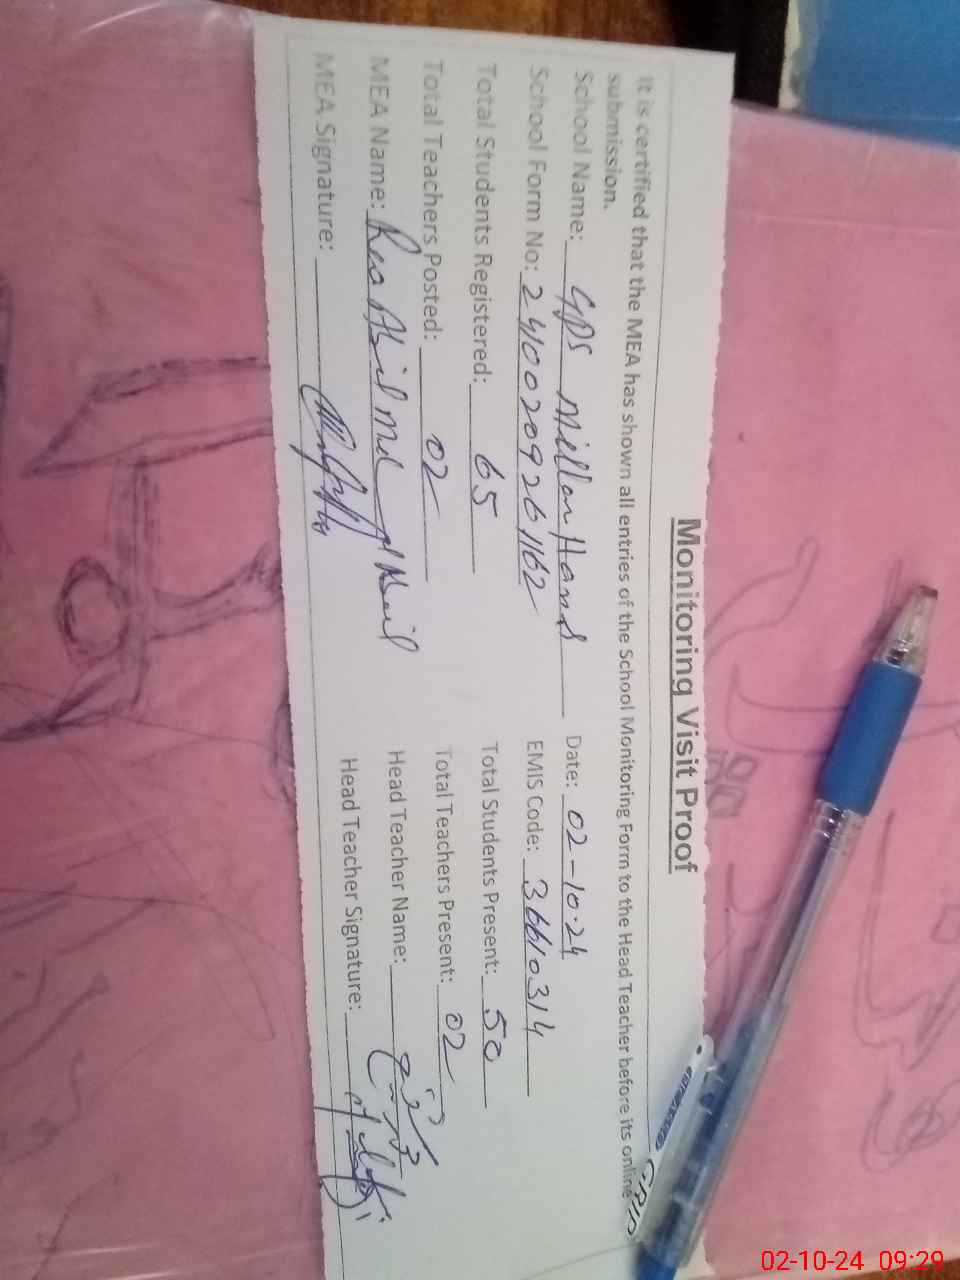 Monitoring Visit Proof
It is certified that the MEA has shown all entries of the School Monitoring Form to the Head Teacher before its online
submission.
School Name: GPS Millan Hans Date: 02-10-24
School Form No: 24100209261162 EMIS Code: 36610314
Total Students Registered: 65 Total Students Present: 50
Total Teachers Posted: 02 Total Teachers Present: 02
MEA Name: Head Teacher Name:
MEA Signature: Head Teacher Signature:
GRIP
02-10-24 09:29